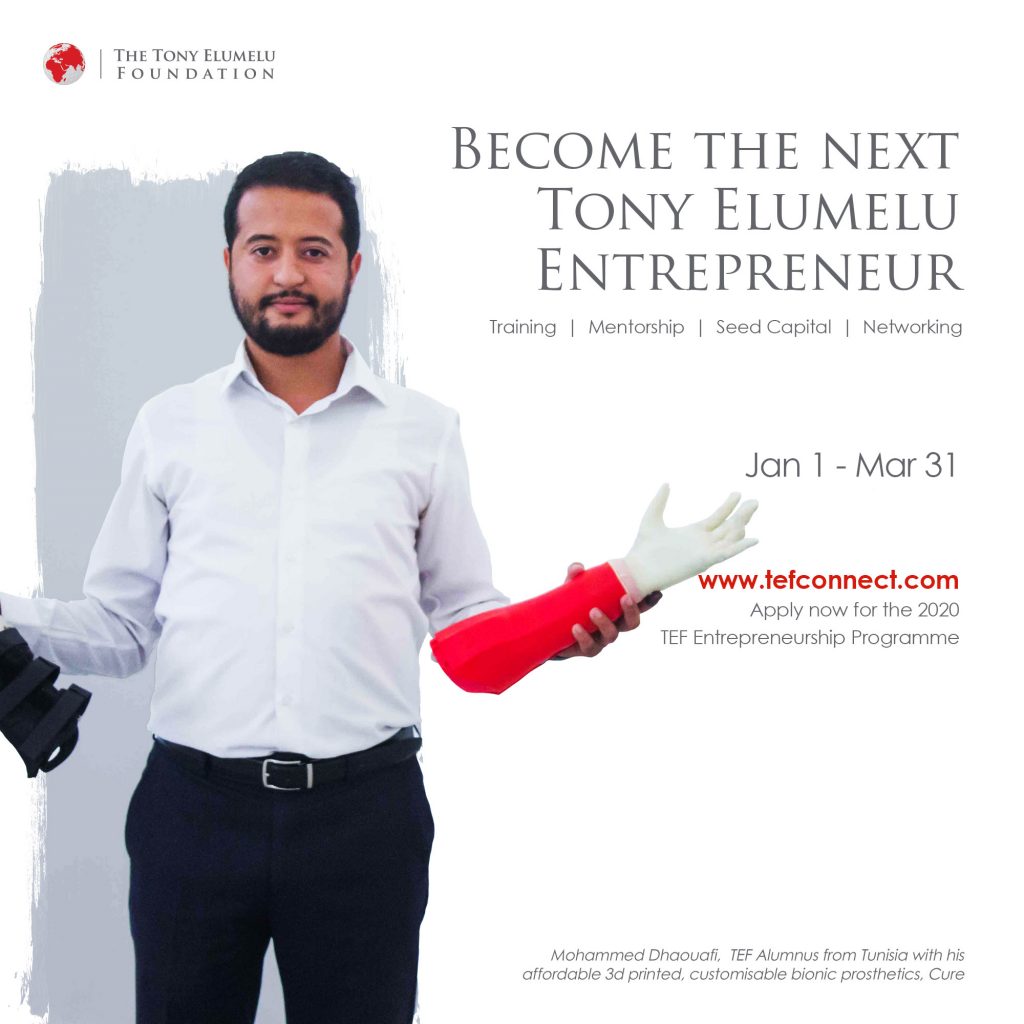 The Tony Elumelu
Foundation
Become the next
Tony Elumelu
Entrepreneur
Training | Mentorship | Seed Capital | Networking
Jan 1 - Mar 31
www.tefconnect.com
Apply now for the 2020
TEF Entrepreneurship Programme
Mohammed Dhaouafi, TEF Alumnus from Tunisia with his
affordable 3d printed, customisable bionic prosthetics, Cure